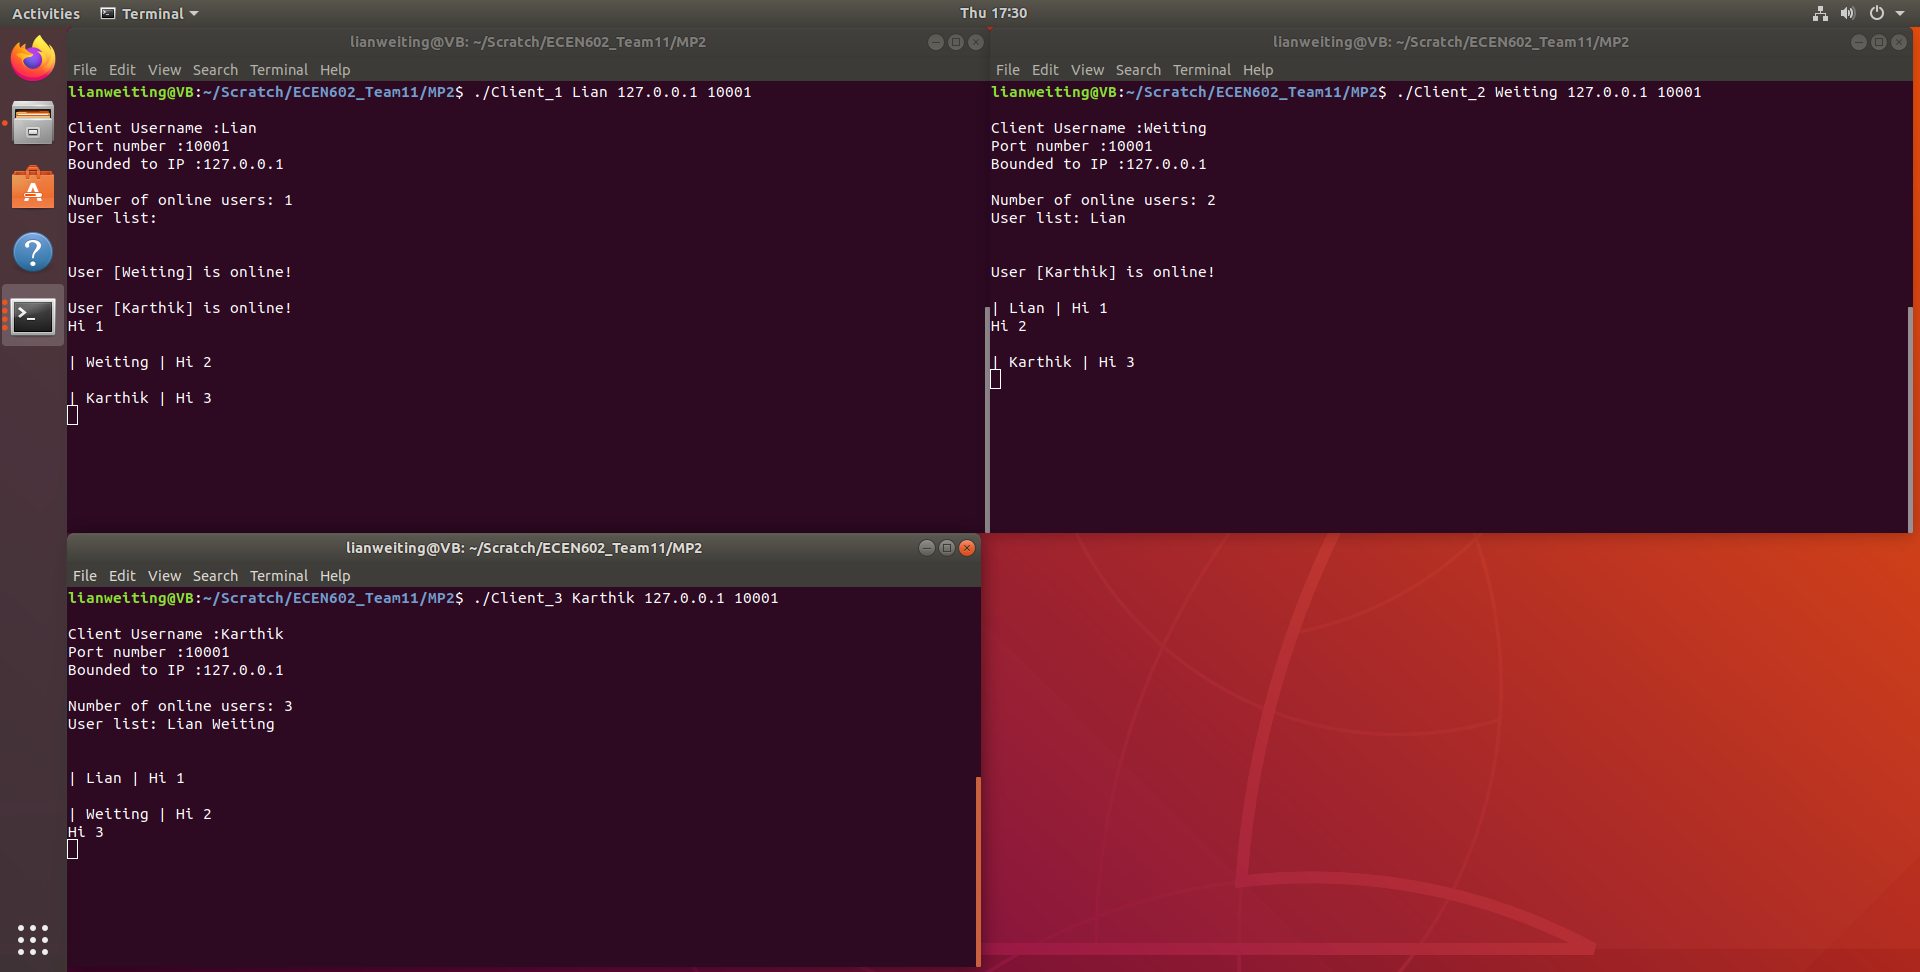 Activities Terminal Thu 17:30
lianweiting@VB: ~/Scratch/ECEN602_Team11/MP2
File Edit View Search Terminal Help
lianweiting@VB:~/Scratch/ECEN602_Team11/MP2$ ./Client_1 Lian 127.0.0.1 10001
Client Username :Lian
Port number :10001
Bounded to IP :127.0.0.1
Number of online users: 1
User list:
User [Weiting] is online!
User [Karthik] is online!
Hi 1
| Weiting | Hi 2
| Karthik | Hi 3
lianweiting@VB: ~/Scratch/ECEN602_Team11/MP2
File Edit View Search Terminal Help
lianweiting@VB:~/Scratch/ECEN602_Team11/MP2$ ./Client_2 Weiting 127.0.0.1 10001
Client Username :Weiting
Port number :10001
Bounded to IP :127.0.0.1
Number of online users: 2
User list: Lian
User [Karthik] is online!
| Lian | Hi 1
Hi 2
| Karthik | Hi 3
lianweiting@VB: ~/Scratch/ECEN602_Team11/MP2
File Edit View Search Terminal Help
lianweiting@VB:~/Scratch/ECEN602_Team11/MP2$ ./Client_3 Karthik 127.0.0.1 10001
Client Username :Karthik
Port number :10001
Bounded to IP :127.0.0.1
Number of online users: 3
User list: Lian Weiting
| Lian | Hi 1
| Weiting | Hi 2
Hi 3